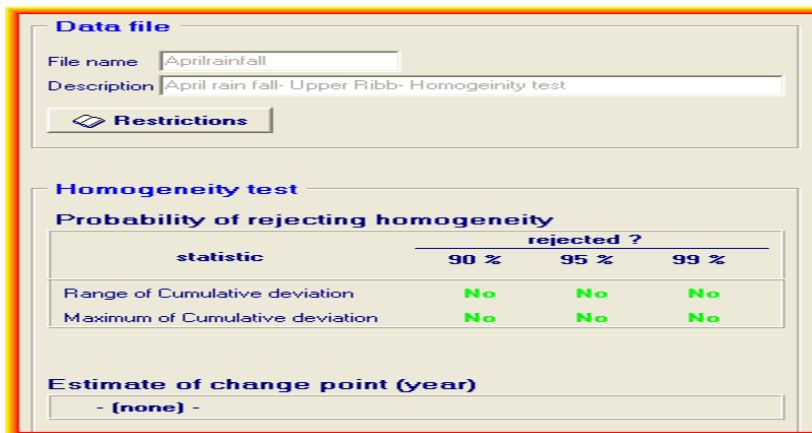 Data file
File name Aprilrainfall
Description April rain fall- Upper Ribb- Homogeinity test
Restrictions
Homogeneity test
Probability of rejecting homogeneity
rejected ?
statistic 90 % 95 % 99 %
Range of Cumulative deviation No No No
Maximum of Cumulative deviation No No No
Estimate of change point (year)
- (none) -